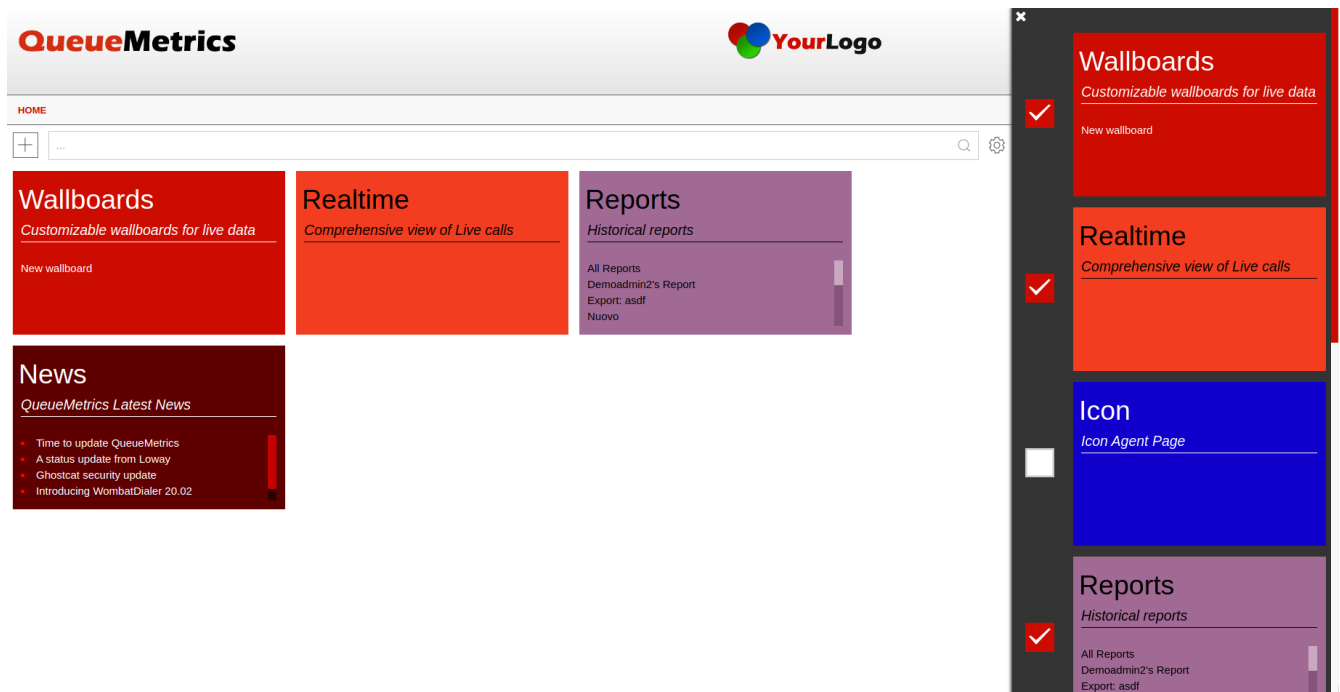 QueueMetrics
YourLogo
HOME
...
Wallboards
Customizable wallboards for live data
New wallboard
Realtime
Comprehensive view of Live calls
Reports
Historical reports
All Reports
Demoadmin2's Report
Export: asdf
Nuovo
News
QueueMetrics Latest News
Time to update QueueMetrics
A status update from Loway
Ghostcat security update
Introducing WombatDialer 20.02
Wallboards
Customizable wallboards for live data
New wallboard
Realtime
Comprehensive view of Live calls
Icon
Icon Agent Page
Reports
Historical reports
All Reports
Demoadmin2's Report
Export: asdf